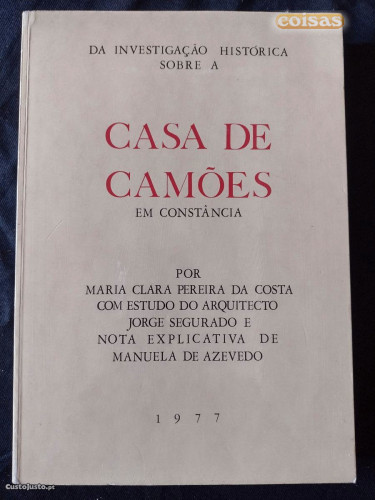 coisas
DA INVESTIGAÇÃO HISTÓRICA
SOBRE A
CASA DE
CAMÕES
EM CONSTÂNCIA
POR
MARIA CLARA PEREIRA DA COSTA
COM ESTUDO DO ARQUITECTO
JORGE SEGURADO E
NOTA EXPLICATIVA DE
MANUELA DE AZEVEDO
1977
CustoJusto.pt